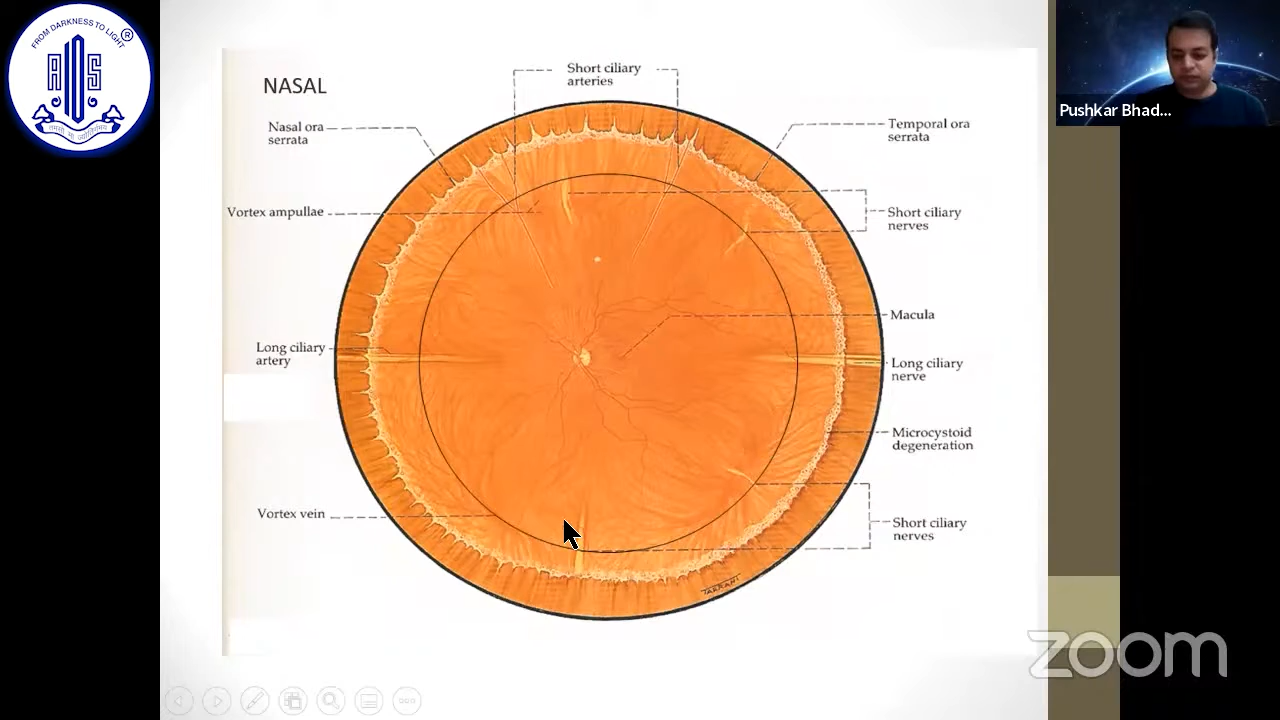 FROM DARKNESS TO LIGHT
®
AIOS
NASAL
Short ciliary
arteries
Nasal ora
serrata
Temporal ora
serrata
Vortex ampullae
Short ciliary
nerves
Macula
Long ciliary
artery
Long ciliary
nerve
Microcystoid
degeneration
Vortex vein
Short ciliary
nerves
TARRANT
Pushkar Bhad...
zoom